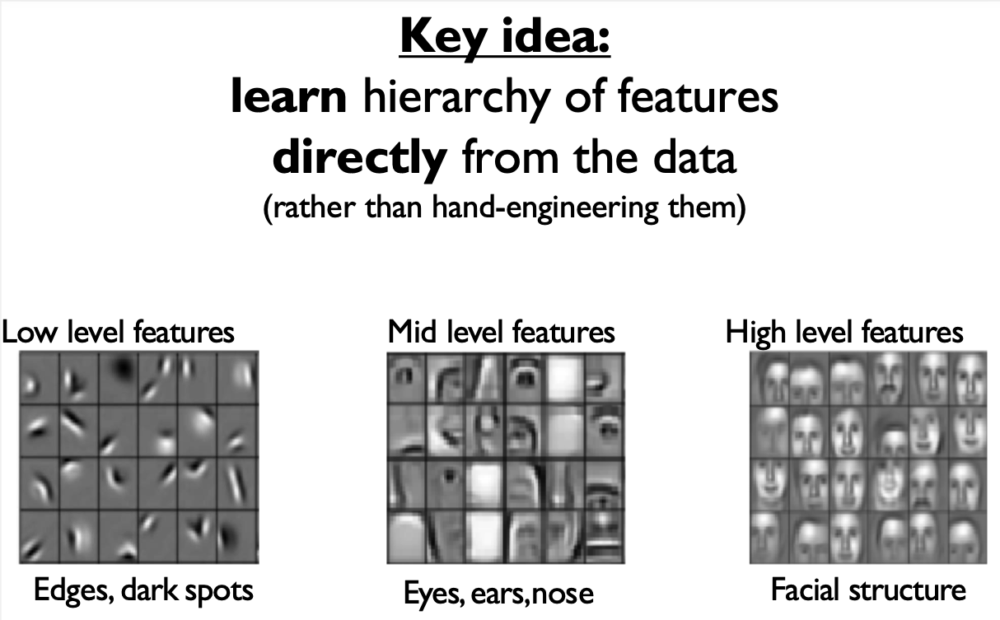 Key idea:
learn hierarchy of features
directly from the data
(rather than hand-engineering them)
Low level features
Mid level features
High level features
Edges, dark spots
Eyes, ears,nose
Facial structure